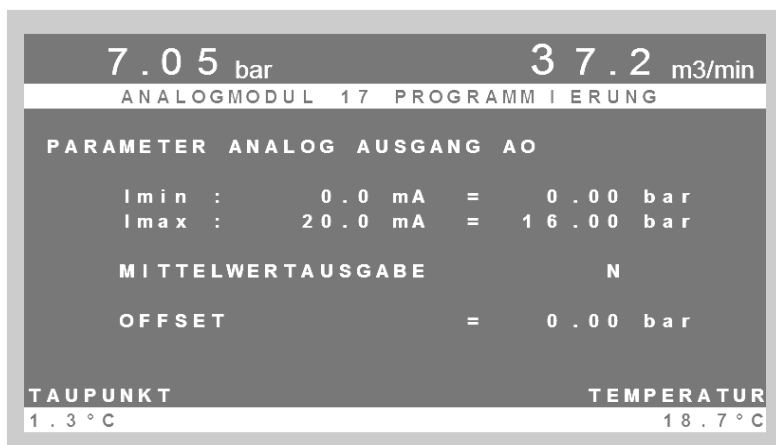 7.05 bar 37.2 m3/min
ANALOGMODUL 17 PROGRAMMIERUNG
PARAMETER ANALOG AUSGANG AO
Imin : 0.0 mA = 0.00 bar
Imax : 20.0 mA = 16.00 bar
MITTELWERTAUSGABE N
OFFSET = 0.00 bar
TAUPUNKT TEMPERATUR
1.3°C 18.7°C